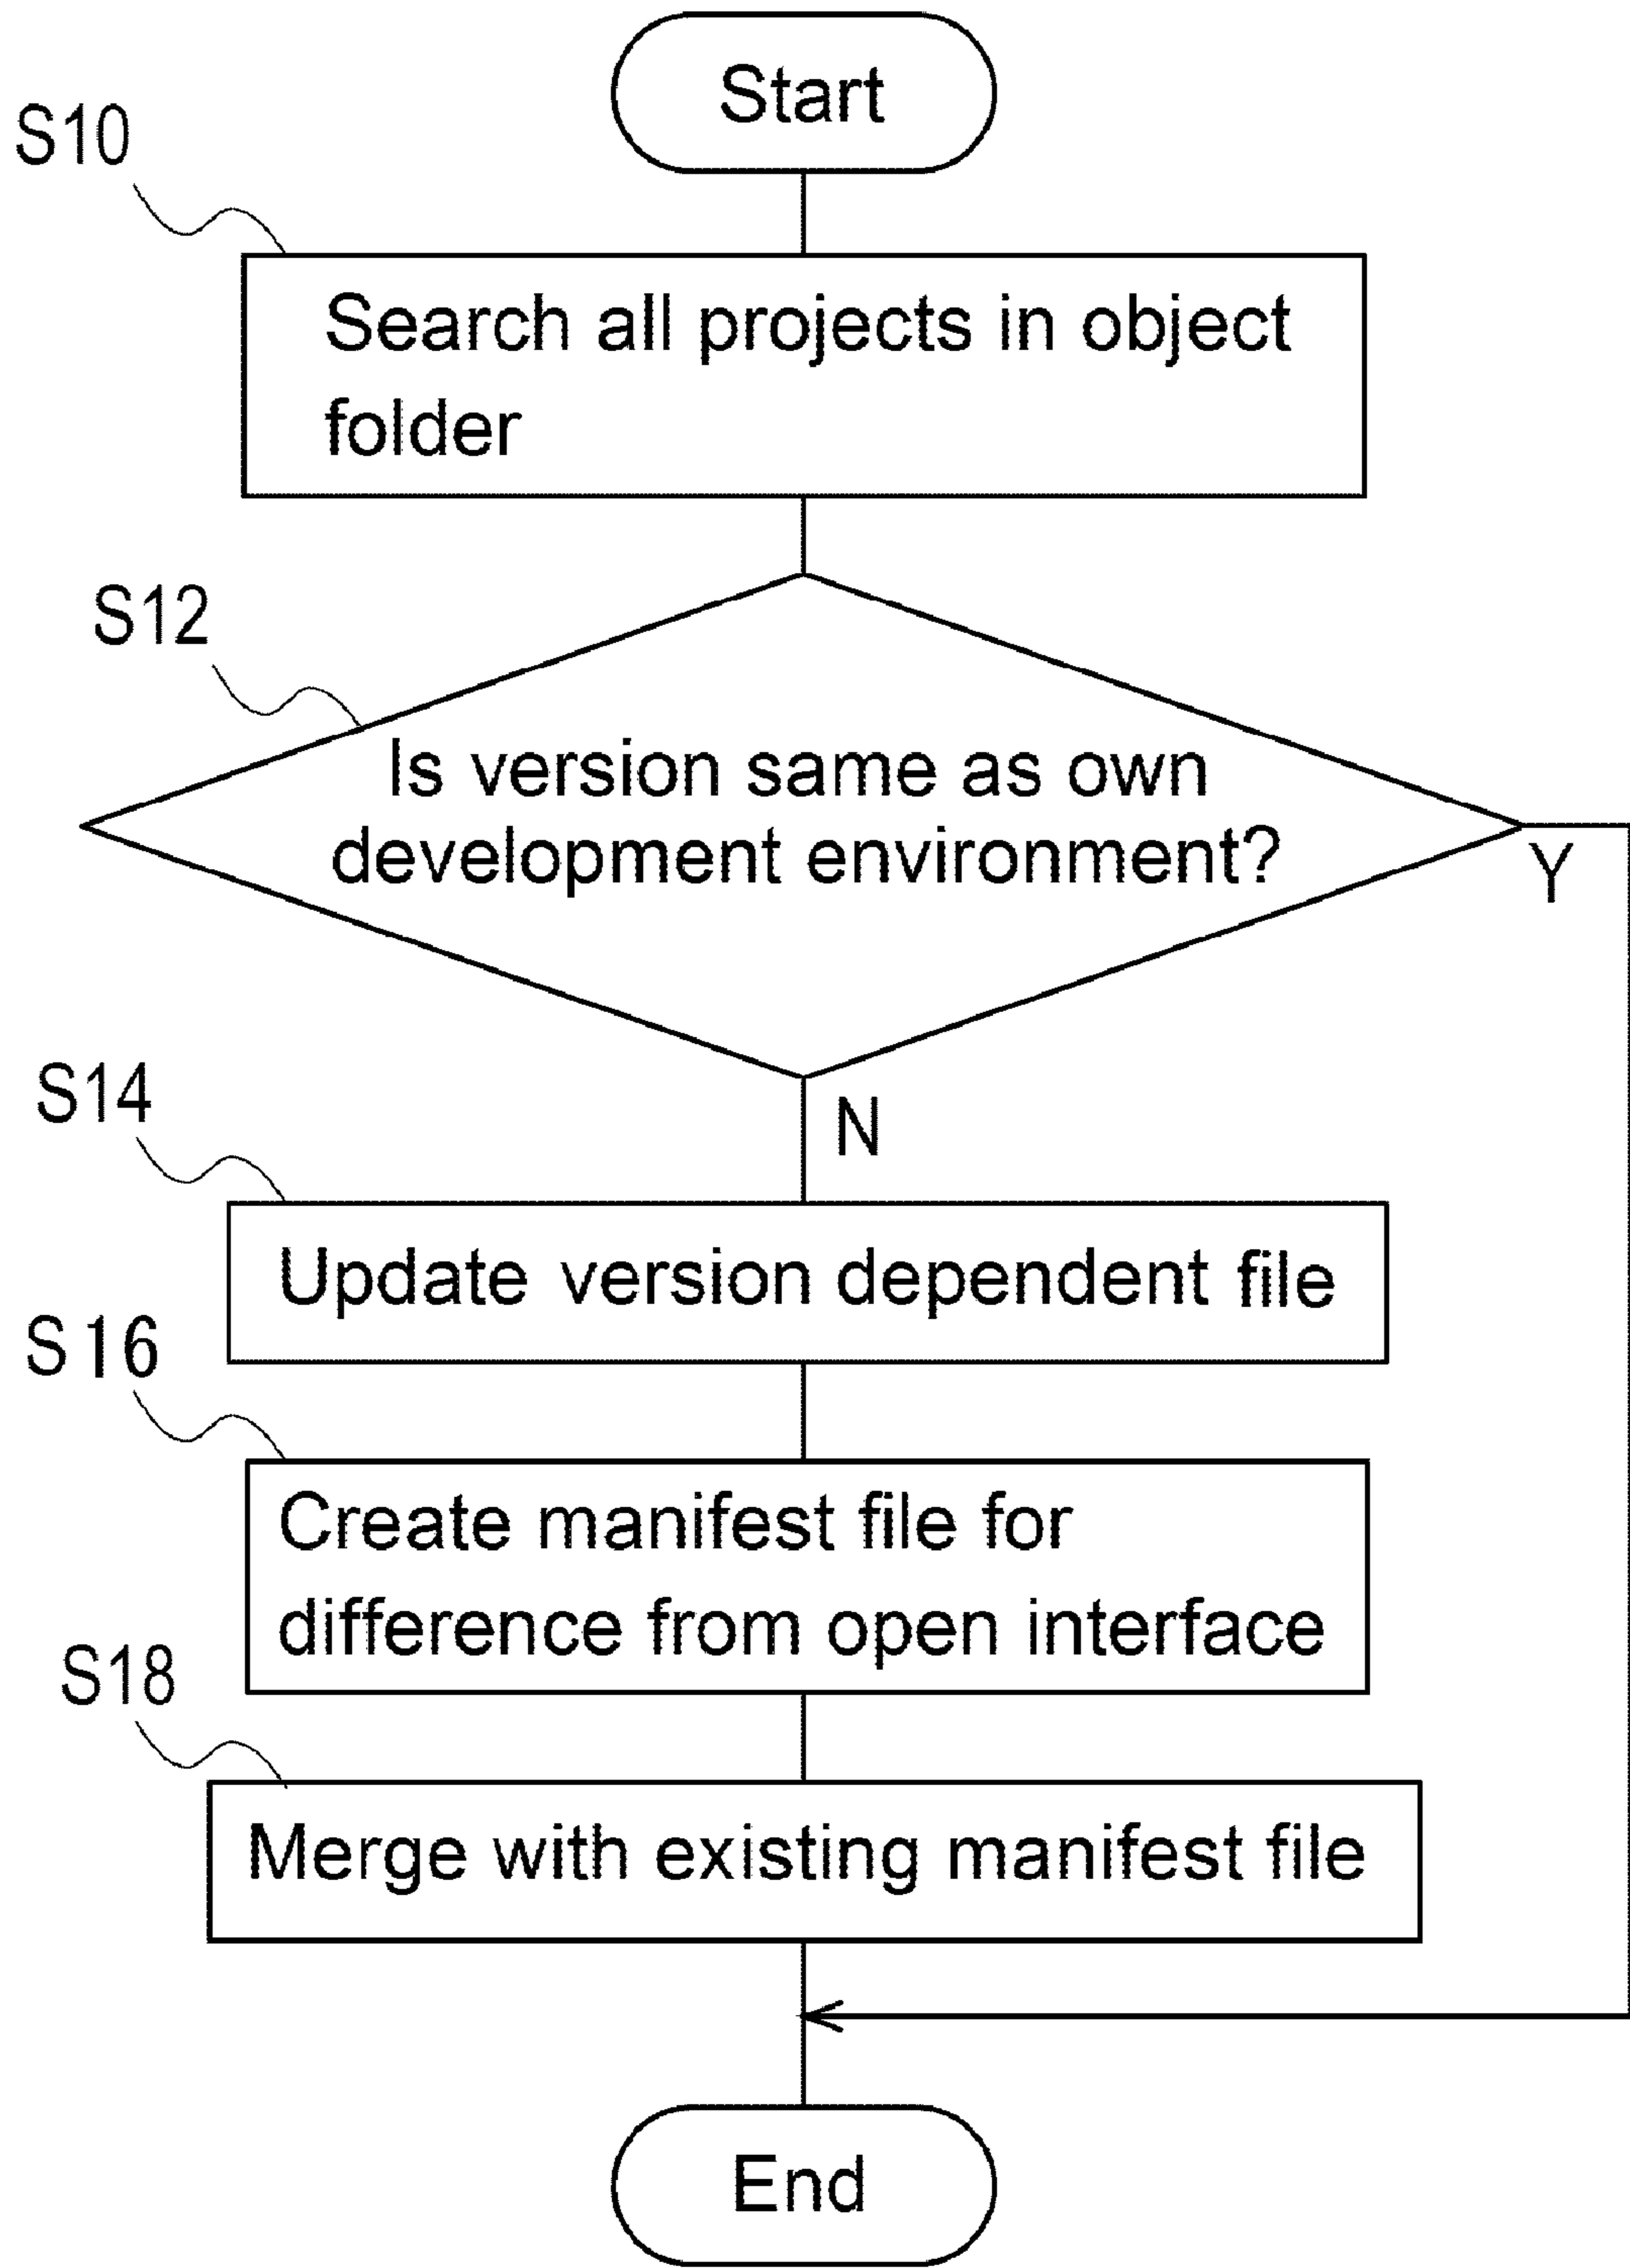 Start
S10
Search all projects in object
folder
S12
Is version same as own
development environment?
Y
N
S14
Update version dependent file
S 16
Create manifest file for
difference from open interface
S18
Merge with existing manifest file
End